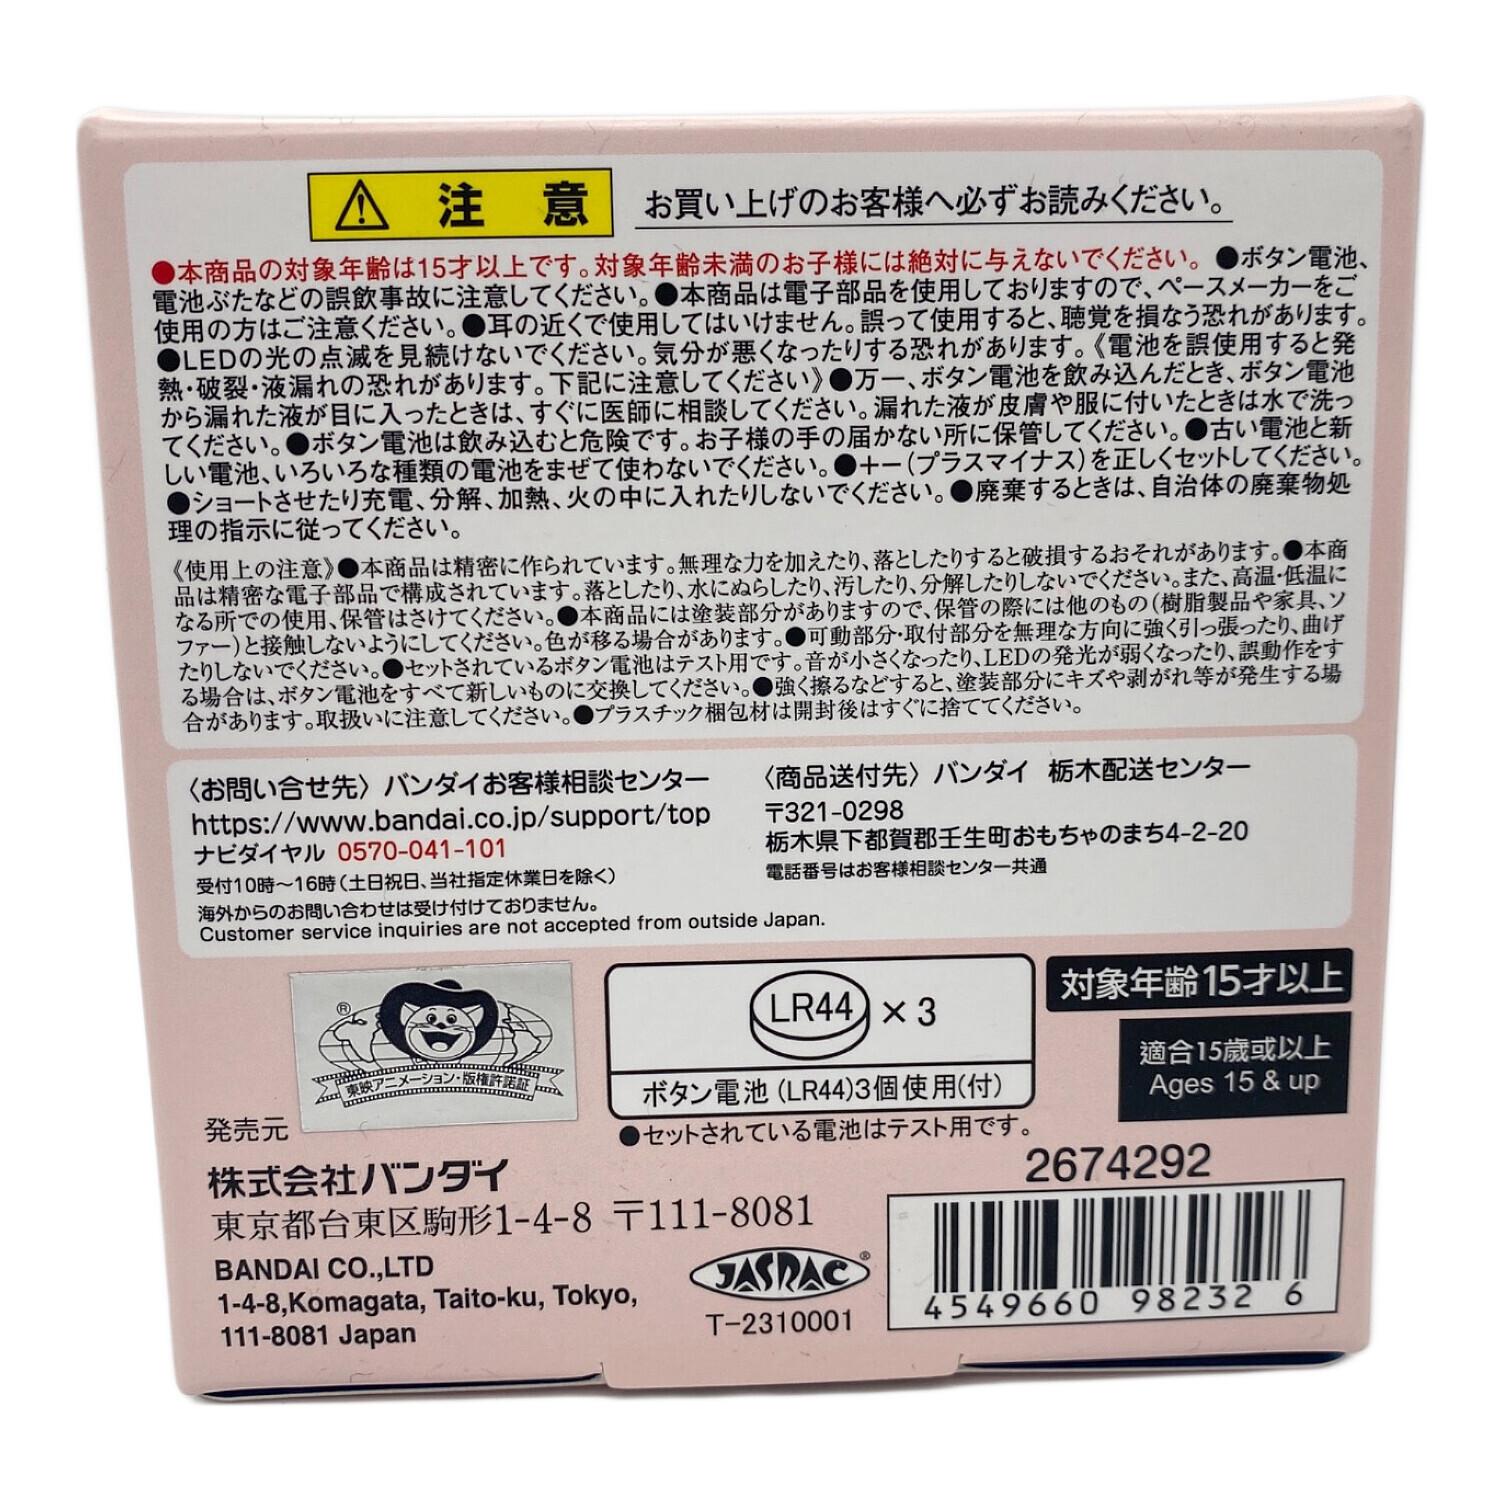 注 意 お買い上げのお客様へ必ずお読みください。
●本商品の対象年齢は15才以上です。対象年齢未満のお子様には絶対に与えないでください。 ●ボタン電池、
電池ぶたなどの誤飲事故に注意してください。●本商品は電子部品を使用しておりますので、ペースメーカーをご
使用の方はご注意ください。●耳の近くで使用してはいけません。誤って使用すると、聴覚を損なう恐れがあります。
●LEDの光の点滅を見続けないでください。気分が悪くなったりする恐れがあります。《電池を誤使用すると発
熱・破裂・液漏れの恐れがあります。下記に注意してください》●万一、ボタン電池を飲み込んだとき、ボタン電池
から漏れた液が目に入ったときは、すぐに医師に相談してください。漏れた液が皮膚や服に付いたときは水で洗っ
てください。●ボタン電池は飲み込むと危険です。お子様の手の届かない所に保管してください。●古い電池と新
しい電池、いろいろな種類の電池をまぜて使わないでください。●+-(プラスマイナス)を正しくセットしてください。
●ショートさせたり充電、分解、加熱、火の中に入れたりしないでください。●廃棄するときは、自治体の廃棄物処
理の指示に従ってください。
《使用上の注意》●本商品は精密に作られています。無理な力を加えたり、落としたりすると破損するおそれがあります。●本商
品は精密な電子部品で構成されています。落としたり、水にぬらしたり、汚したり、分解したりしないでください。また、高温・低温に
なる所での使用、保管はさけてください。●本商品には塗装部分がありますので、保管の際には他のもの(樹脂製品や家具、ソ
ファー)と接触しないようにしてください。色が移る場合があります。●可動部分・取付部分を無理な方向に強く引っ張ったり、曲げ
たりしないでください。●セットされているボタン電池はテスト用です。音が小さくなったり、LEDの発光が弱くなったり、誤動作をす
る場合は、ボタン電池をすべて新しいものに交換してください。●強く擦るなどすると、塗装部分にキズや剥がれ等が発生する場
合があります。取扱いに注意してください。●プラスチック梱包材は開封後はすぐに捨ててください。
〈お問い合せ先〉バンダイお客様相談センター
https://www.bandai.co.jp/support/top
ナビダイヤル 0570-041-101
受付10時～16時(土日祝日、当社指定休業日を除く)
海外からのお問い合わせは受け付けておりません。
Customer service inquiries are not accepted from outside Japan.
〈商品送付先〉バンダイ 栃木配送センター
〒321-0298
栃木県下都賀郡壬生町おもちゃのまち4-2-20
電話番号はお客様相談センター共通
®
東映アニメーション・版権許諾証
LR44 × 3
ボタン電池(LR44)3個使用(付)
●セットされている電池はテスト用です。
対象年齢15才以上
適合15歳或以上
Ages 15 & up
発売元
株式会社バンダイ
東京都台東区駒形1-4-8 〒111-8081
BANDAI CO.,LTD
1-4-8,Komagata, Taito-ku, Tokyo,
111-8081 Japan
JASRAC®
T-2310001
2674292
4549660 98232 6